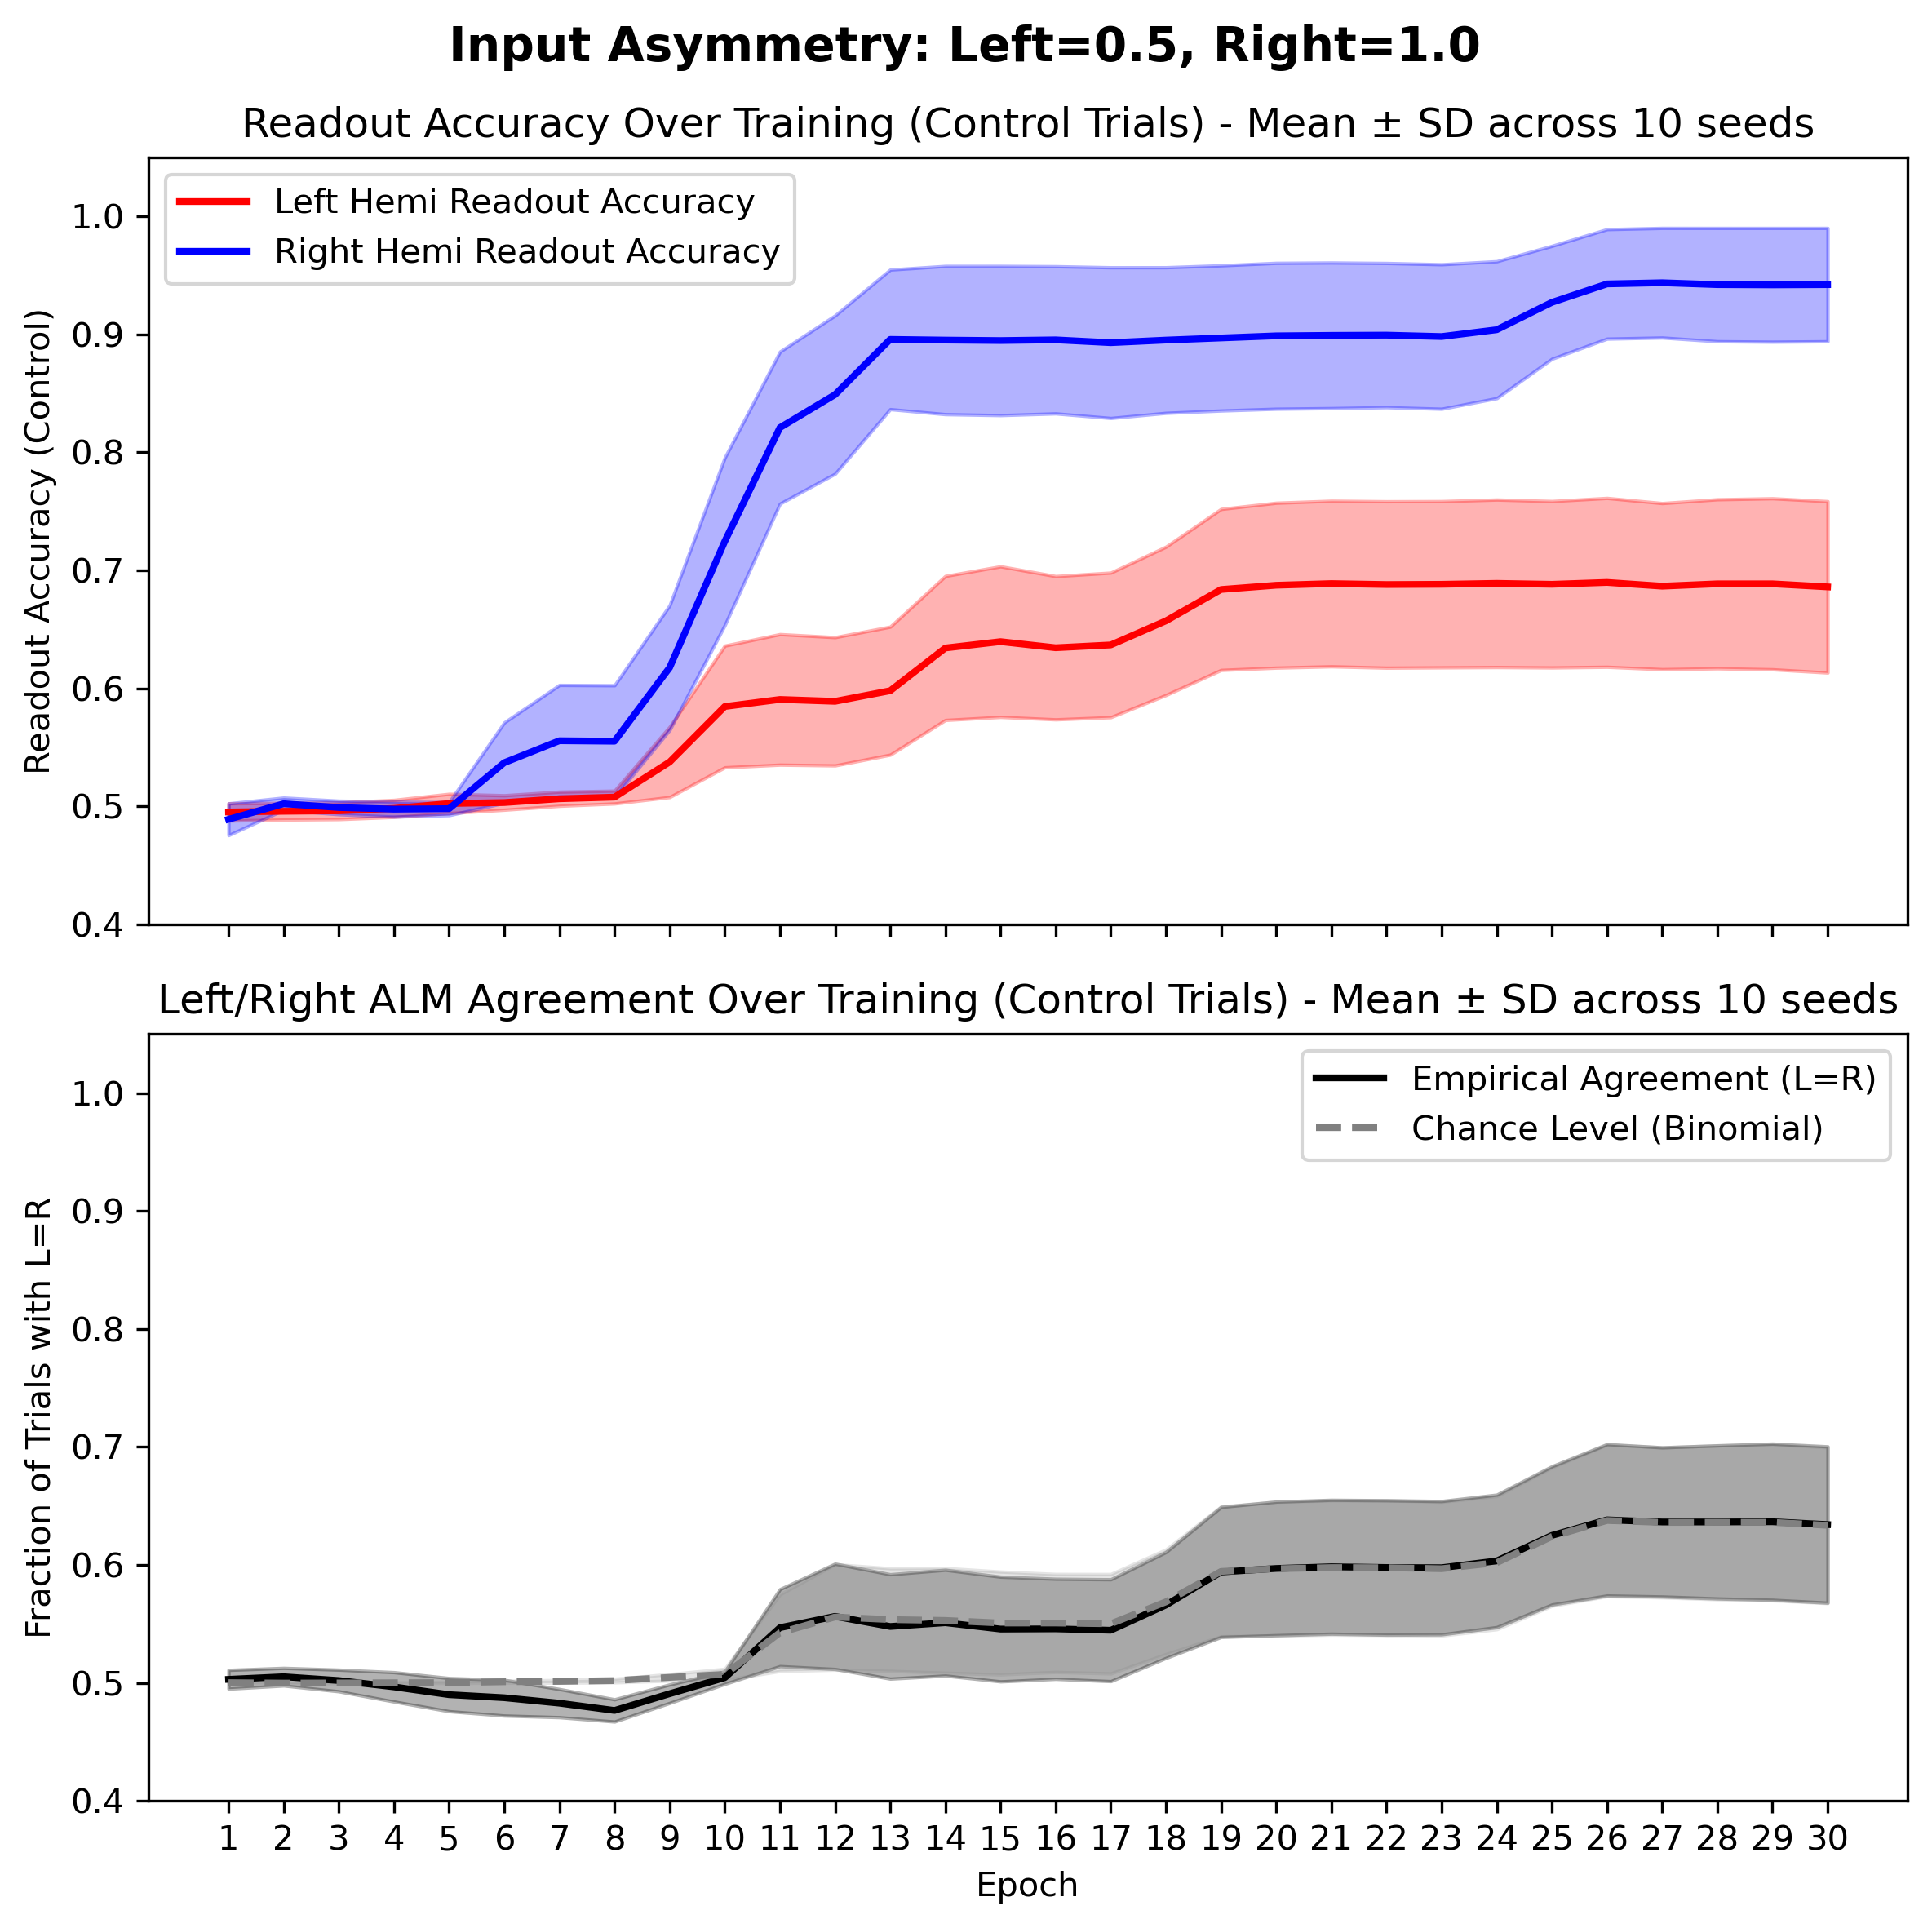 Input Asymmetry: Left=0.5, Right=1.0
Readout Accuracy Over Training (Control Trials) - Mean ± SD across 10 seeds
Left Hemi Readout Accuracy
Right Hemi Readout Accuracy
Readout Accuracy (Control)
1.0
0.9
0.8
0.7
0.6
0.5
0.4
Left/Right ALM Agreement Over Training (Control Trials) - Mean ± SD across 10 seeds
Empirical Agreement (L=R)
Chance Level (Binomial)
Fraction of Trials with L=R
1.0
0.9
0.8
0.7
0.6
0.5
0.4
1 2 3 4 5 6 7 8 9 10 11 12 13 14 15 16 17 18 19 20 21 22 23 24 25 26 27 28 29 30
Epoch